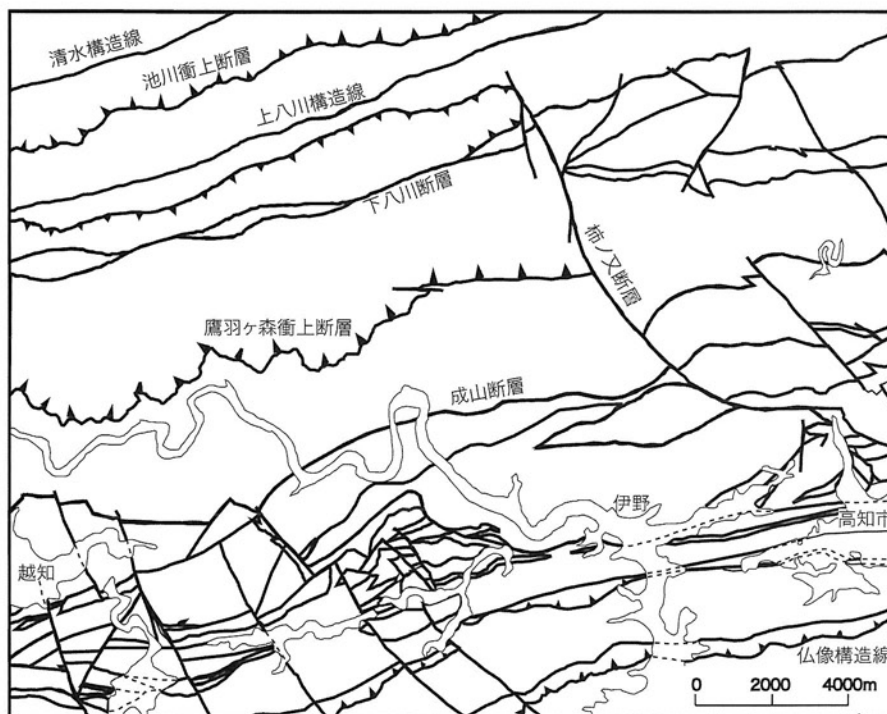 清水構造線
池川衝上断層
上八川構造線
下八川断層
柿ノ又断層
鷹羽ヶ森衝上断層
成山断層
伊野
高知市
越知
仏像構造線
0 2000 4000m